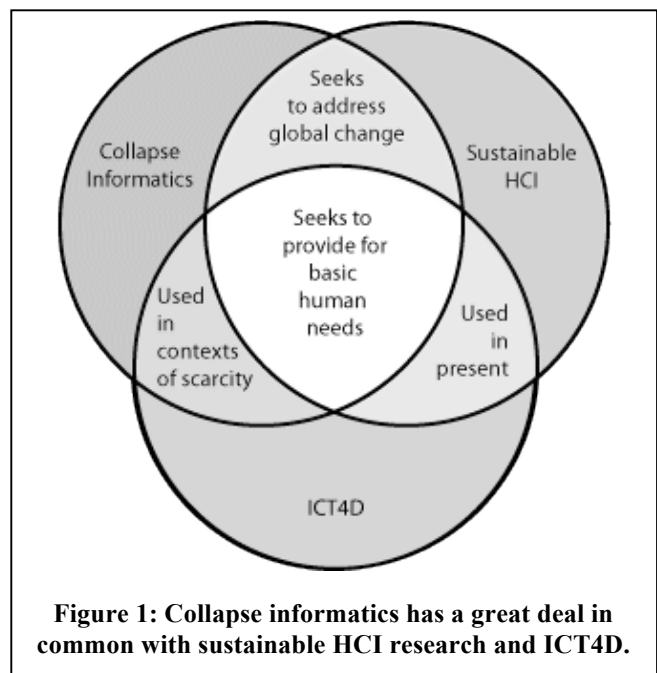 Seeks
to address
global change
Collapse
Informatics
Sustainable
HCI
Seeks to
provide for
basic
human
needs
Used
in
contexts
of scarcity
Used
in
present
ICT4D
Figure 1: Collapse informatics has a great deal in
common with sustainable HCI research and ICT4D.